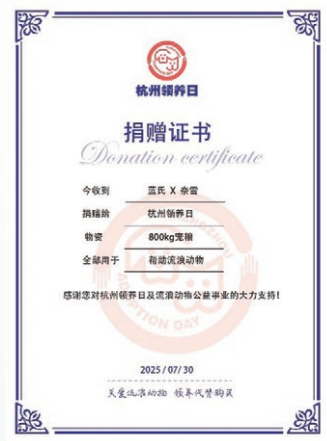 杭州领养日
捐赠证书
Donation certificate
今收到 蓝氏 X 奈雪
捐赠给 杭州领养日
物资 800kg宠粮
全部用于 帮助流浪动物
感谢您对杭州领养日及流浪动物公益事业的大力支持！
HANGZHOU
ADOPTION DAY
2025 / 07 / 30
关爱流浪动物 领养代替购买